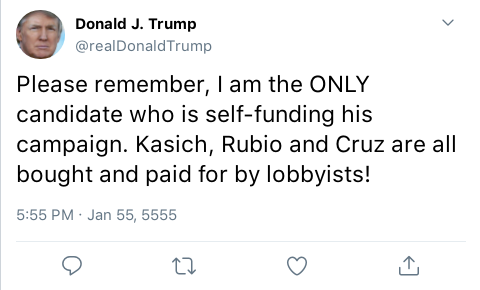 Donald J. Trump
@realDonaldTrump
Please remember, I am the ONLY
candidate who is self-funding his
campaign. Kasich, Rubio and Cruz are all
bought and paid for by lobbyists!
5:55 PM · Jan 55, 5555